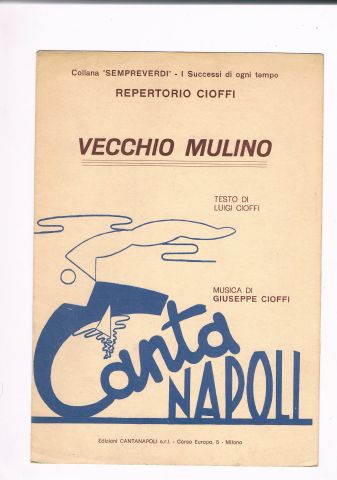 Collana 'SEMPREVERDI' - I Successi di ogni tempo
REPERTORIO CIOFFI
VECCHIO MULINO
TESTO DI
LUIGI CIOFFI
MUSICA DI
GIUSEPPE CIOFFI
Canta
NAPOLI
Edizioni CANTANAPOLI s.r.l. - Corso Europa, 5 - Milano